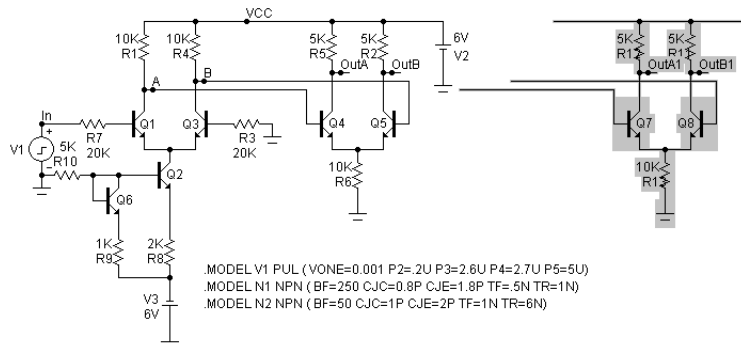 VCC
10K
R1
10K
R4
5K
R5
5K
R2
OutA
OutB
6V
V2
5K
R12
5K
R11
OutA1
OutB1
A
B
In
V1
R7
20K
Q1
Q3
R3
20K
Q4
Q5
Q7
Q8
5K
R10
Q2
Q6
10K
R6
10K
1K
R9
2K
R8
V3
6V
.MODEL V1 PUL ( VONE=0.001 P2=.2U P3=2.6U P4=2.7U P5=5U)
.MODEL N1 NPN ( BF=250 CJC=0.8P CJE=1.8P TF=.5N TR=1N)
.MODEL N2 NPN ( BF=50 CJC=1P CJE=2P TF=1N TR=6N)